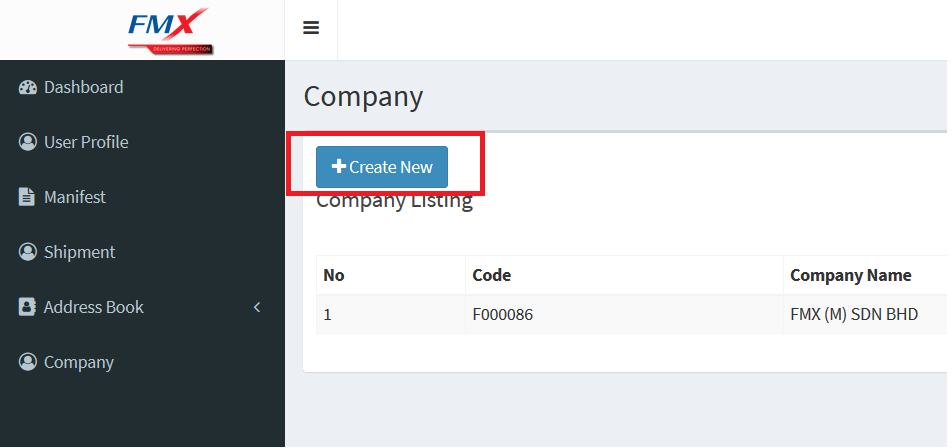 FMX
DELIVERING PERFECTION
Dashboard
User Profile
Manifest
Shipment
Address Book
Company
Company
Create New
Company Listing
No Code Company Name
1 F000086 FMX (M) SDN BHD